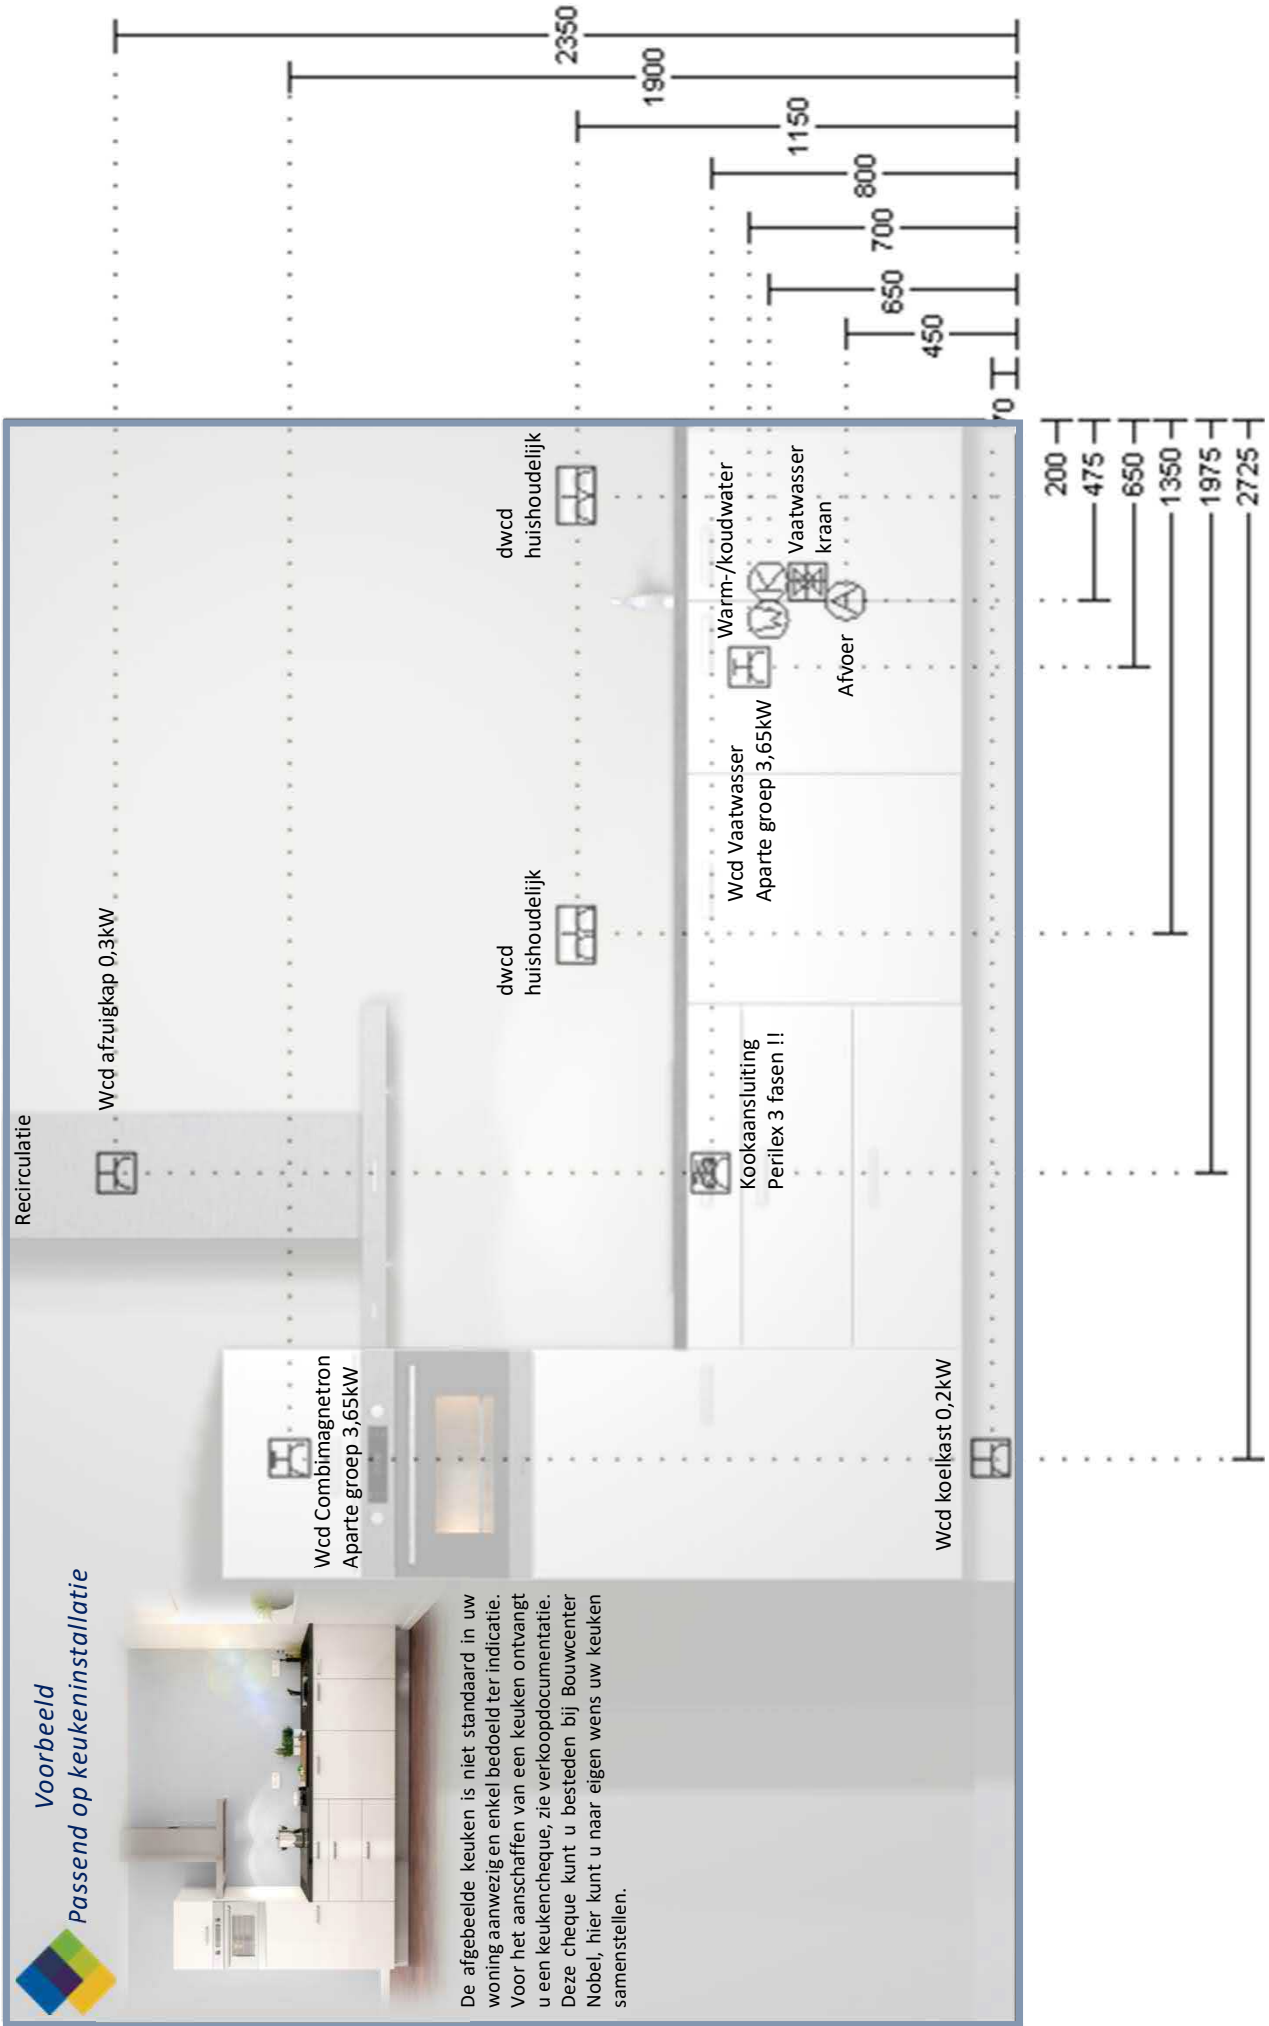 Voorbeeld
Passend op keukeninstallatie
De afgebeelde keuken is niet standaard in uw
woning aanwezig en enkel bedoeld ter indicatie.
Voor het aanschaffen van een keuken ontvangt
u een keukencheque, zie verkoopdocumentatie.
Deze cheque kunt u besteden bij Bouwcenter
Nobel, hier kunt u naar eigen wens uw keuken
samenstellen.
Recirculatie
Wcd afzuigkap 0,3kW
Wcd Combimagnetron
Aparte groep 3,65kW
dwcd
huishoudelijk
dwcd
huishoudelijk
Kookaansluiting
Perilex 3 fasen !!
Wcd Vaatwasser
Aparte groep 3,65kW
Warm-/koudwater
W
K
Vaatwasser
kraan
A
Afvoer
Wcd koelkast 0,2kW
2350
1900
1150
800
700
650
450
70
200
475
650
1350
1975
2725